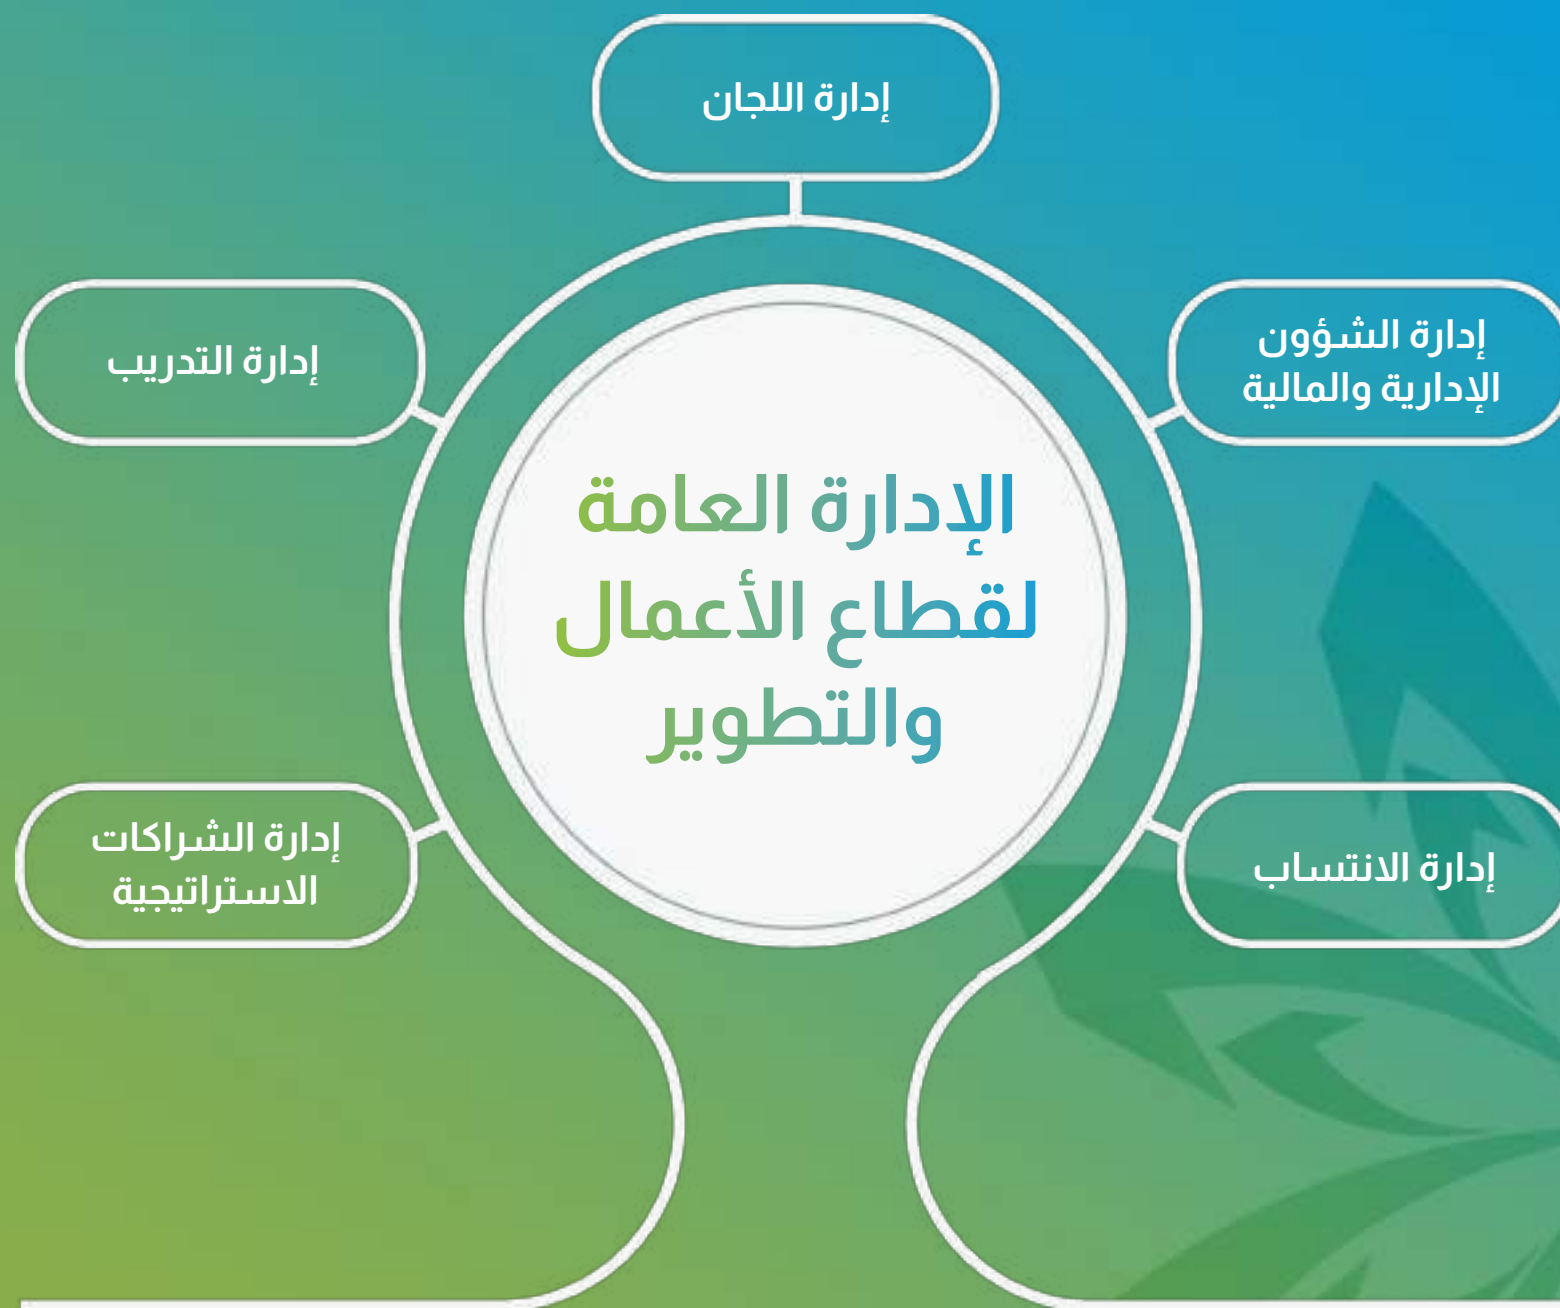 إدارة اللجان
إدارة الشؤون
الإدارية والمالية
إدارة التدريب
الإدارة العامة
لقطاع الأعمال
والتطوير
إدارة الانتساب
إدارة الشراكات
الاستراتيجية